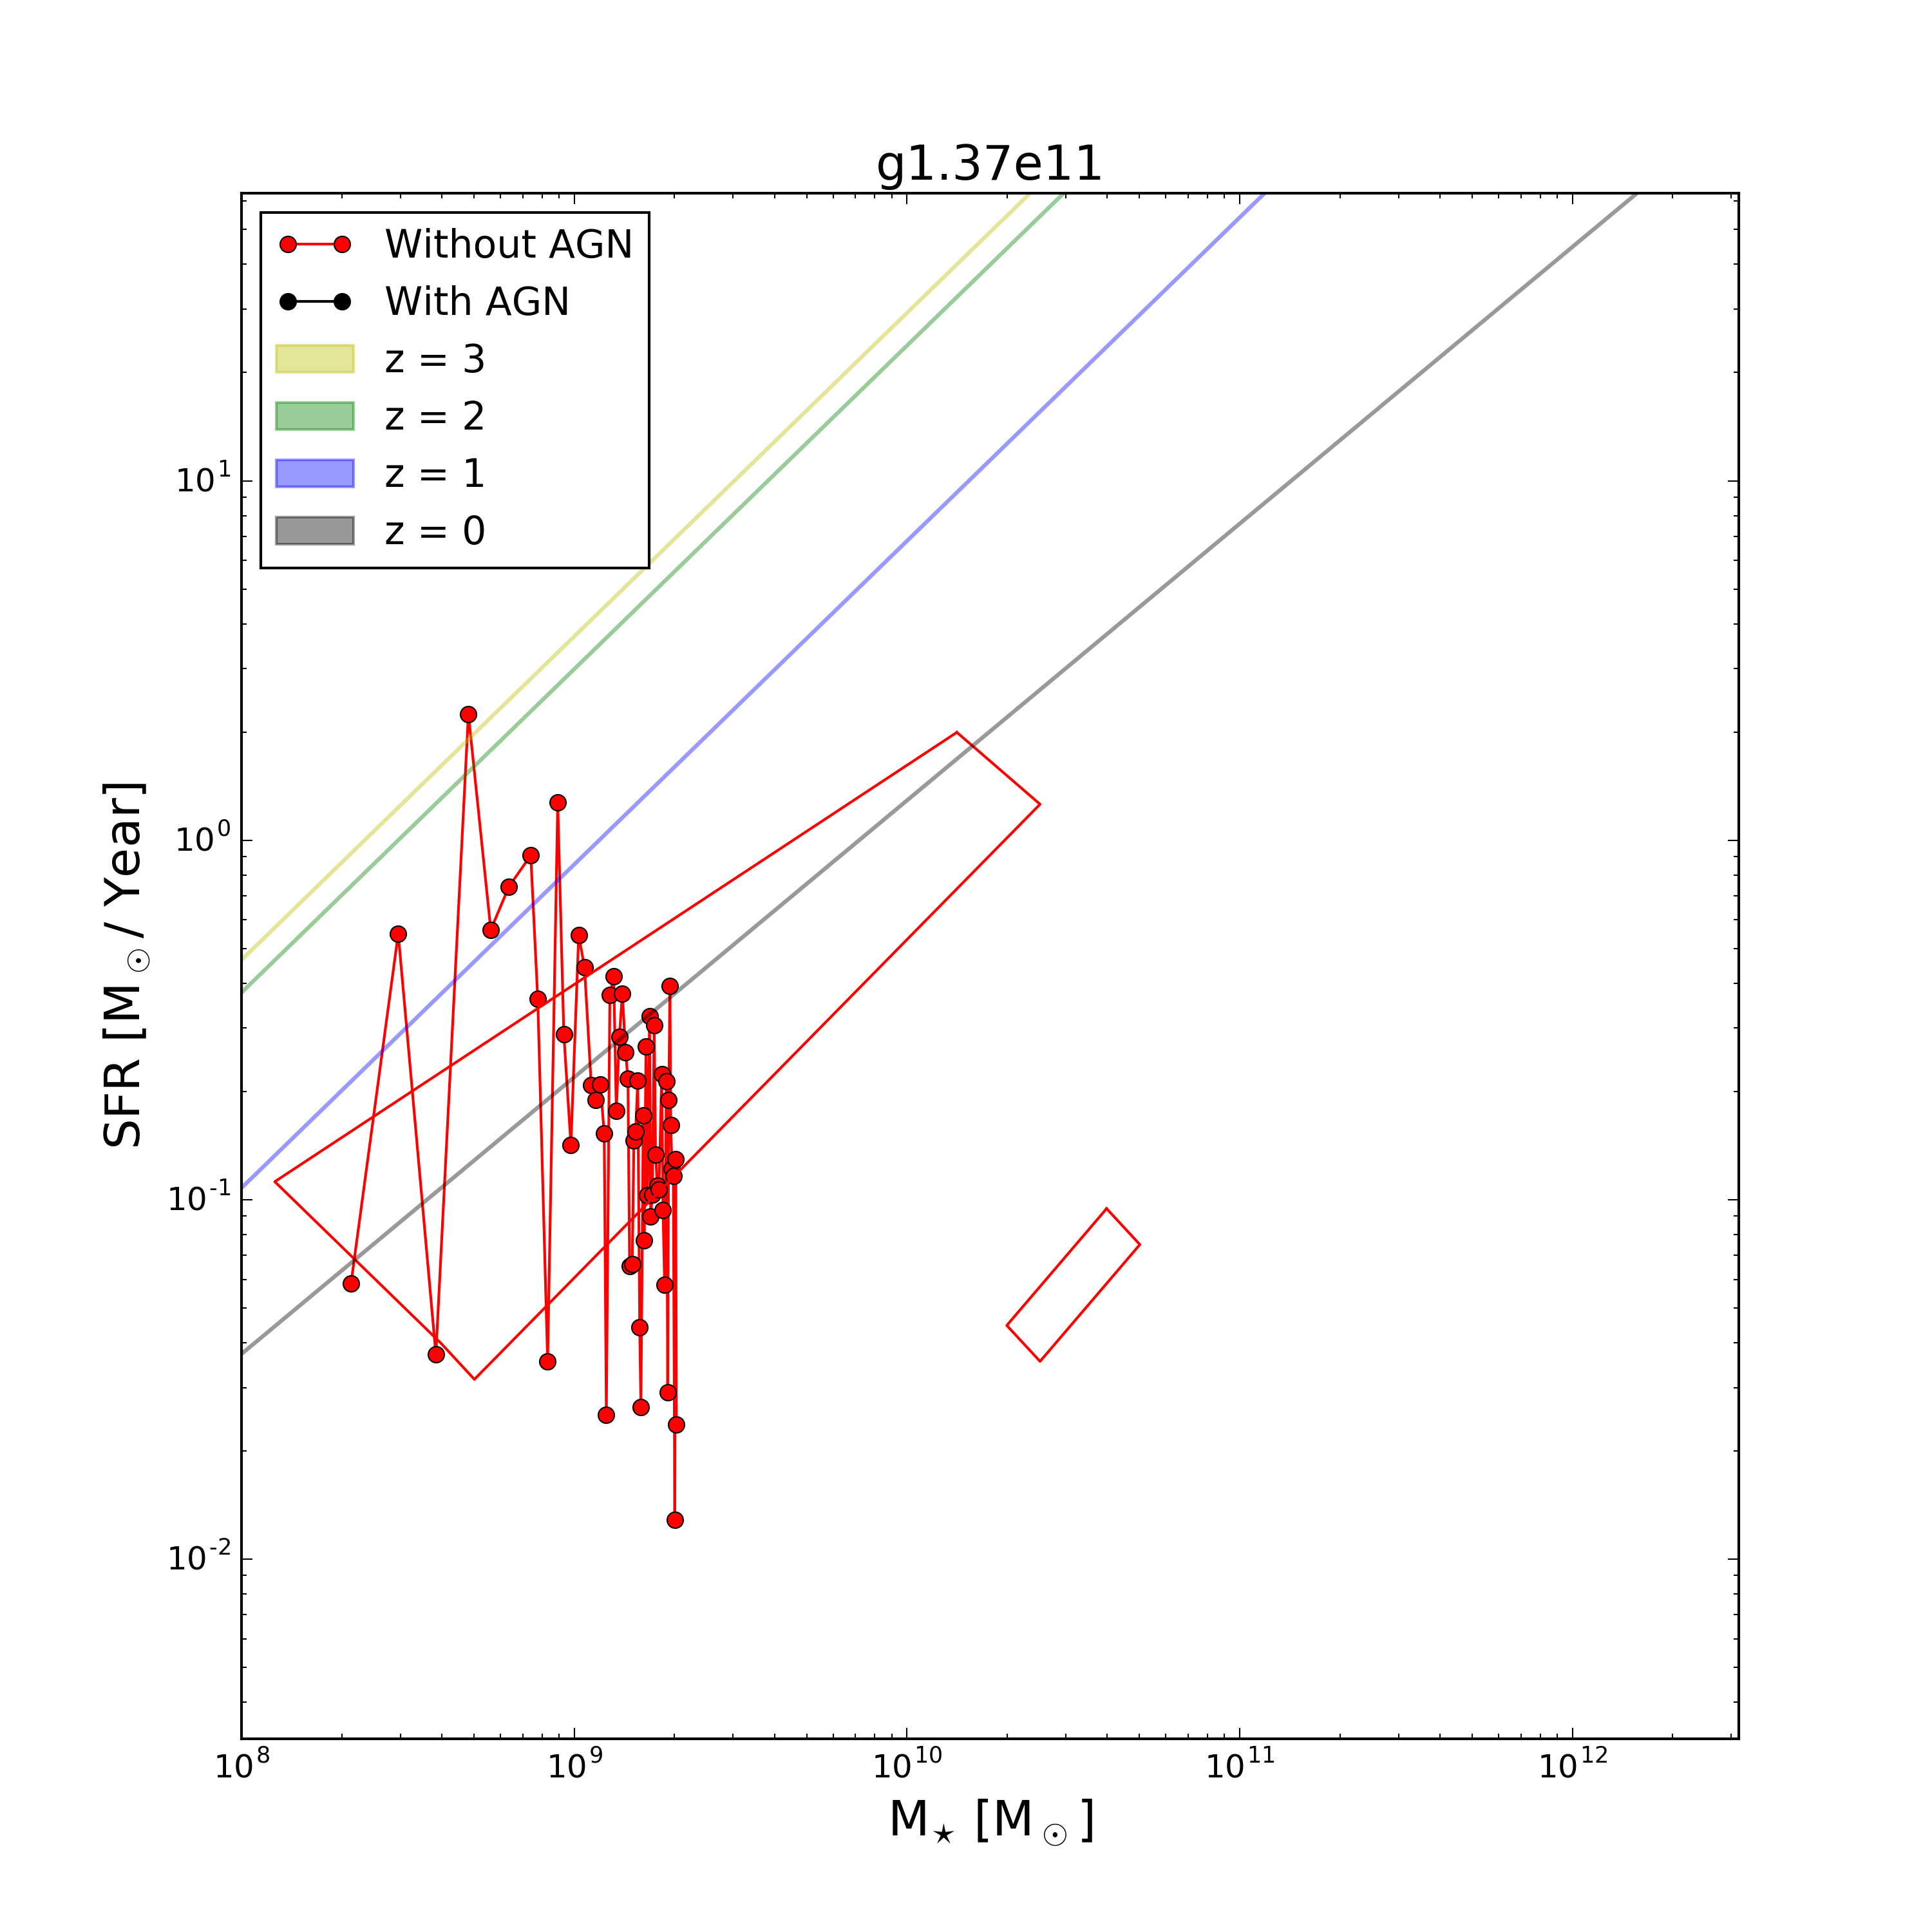 g1.37e11
Without AGN
With AGN
z = 3
z = 2
z = 1
z = 0
10¹
10⁰
10⁻¹
10⁻²
SFR [M☉/ Year]
10⁸ 10⁹ 10¹⁰ 10¹¹ 10¹²
M⋆ [M☉]